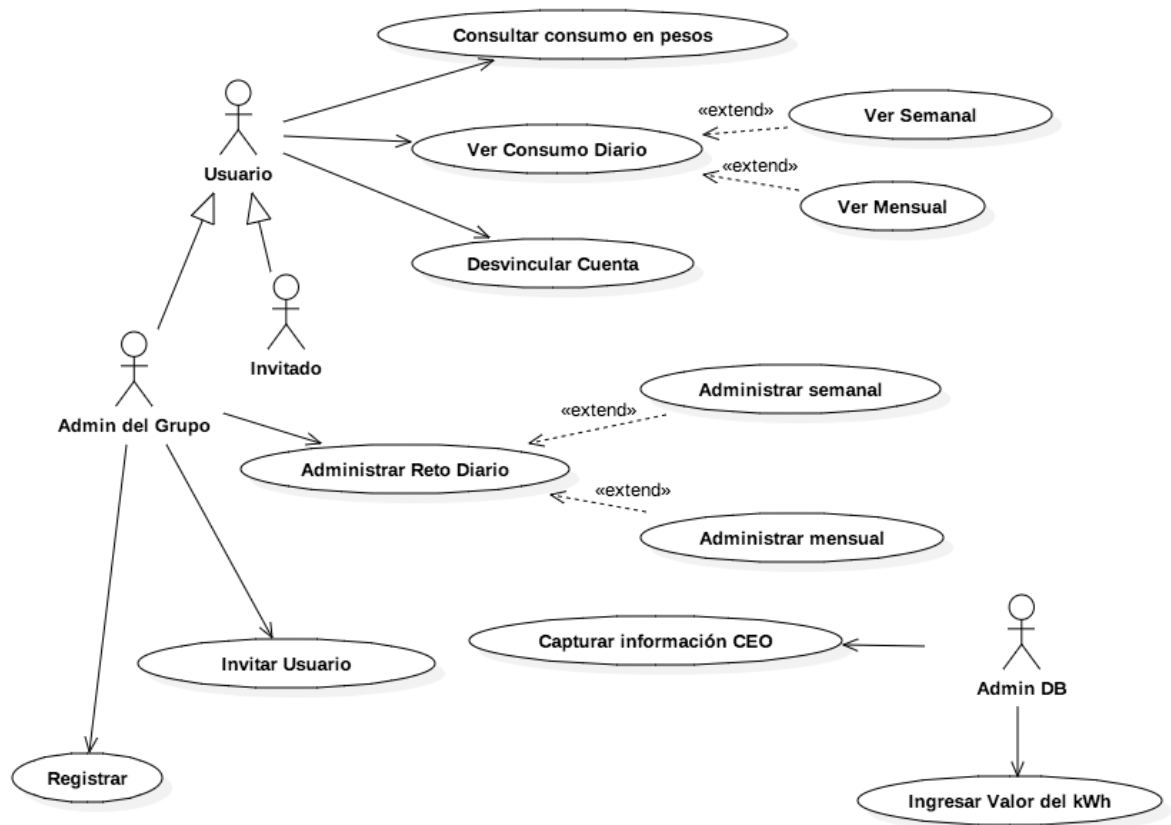 Consultar consumo en pesos
«extend»
Ver Semanal
Ver Consumo Diario
«extend»
Usuario
Ver Mensual
Desvincular Cuenta
Invitado
Administrar semanal
«extend»
Admin del Grupo
Administrar Reto Diario
«extend»
Administrar mensual
Capturar información CEO
Invitar Usuario
Admin DB
Registrar
Ingresar Valor del kWh